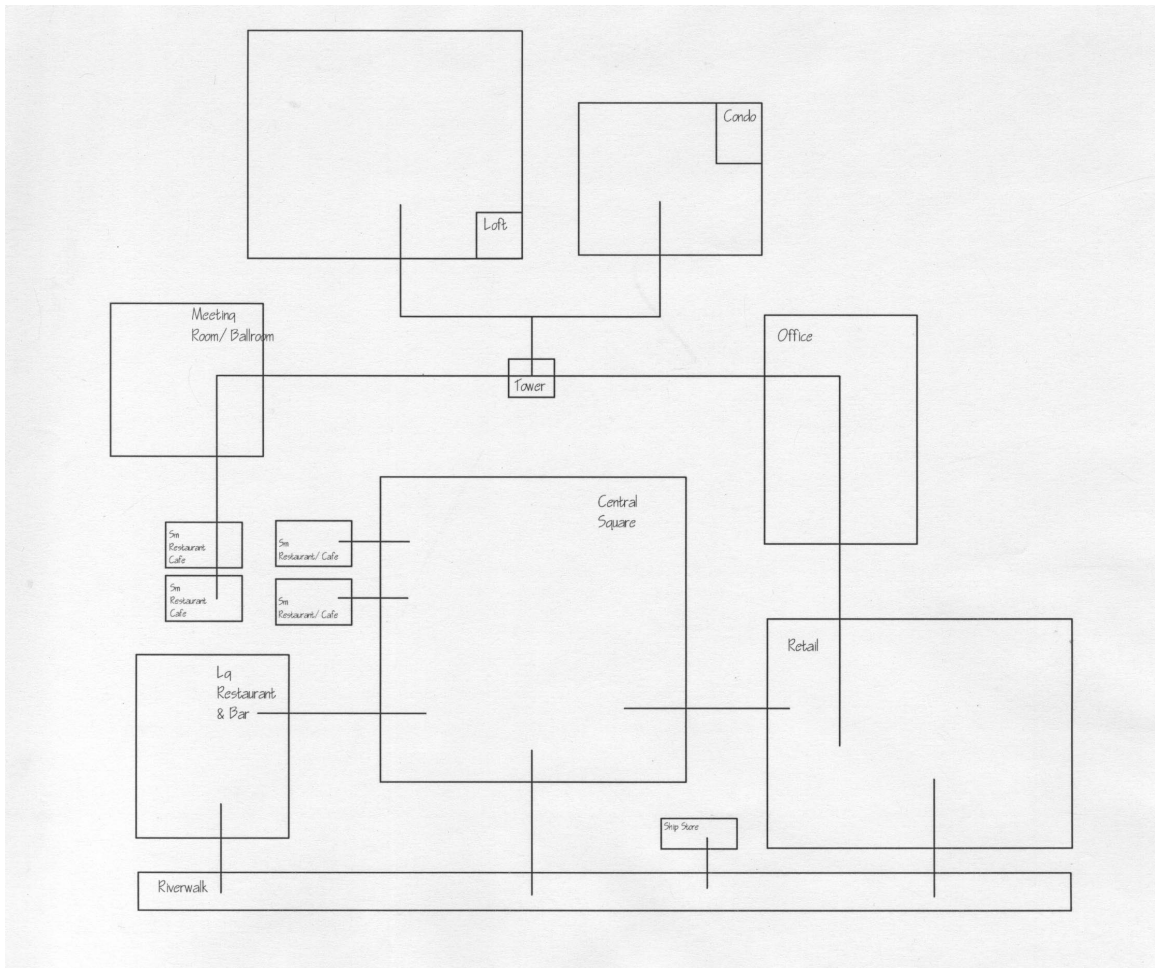 Condo
Loft
Meeting
Room/ Ballroom
Office
Tower
Central
Square
Sm
Restaurant
Cafe
Sm
Restaurant/ Cafe
Sm
Restaurant
Cafe
Sm
Restaurant/ Cafe
Retail
Lg
Restaurant
& Bar
Ship Store
Riverwalk